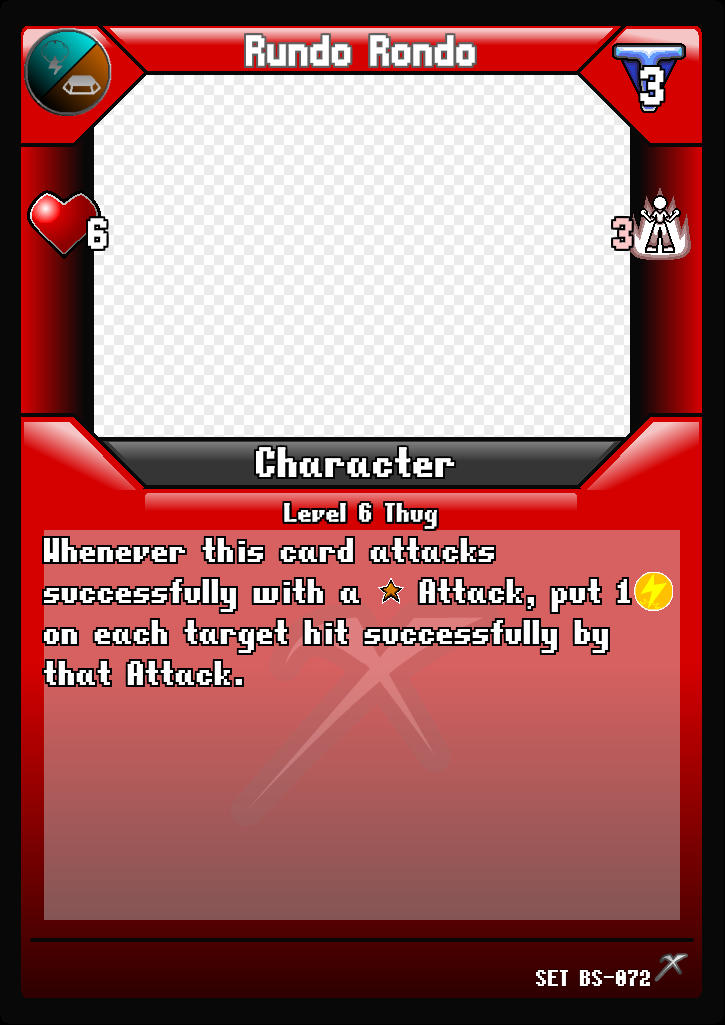 Rundo Rondo
3
6
3
Character
Level 6 Thug
Whenever this card attacks
successfully with a ★ Attack, put 1
on each target hit successfully by
that Attack.
SET BS-072